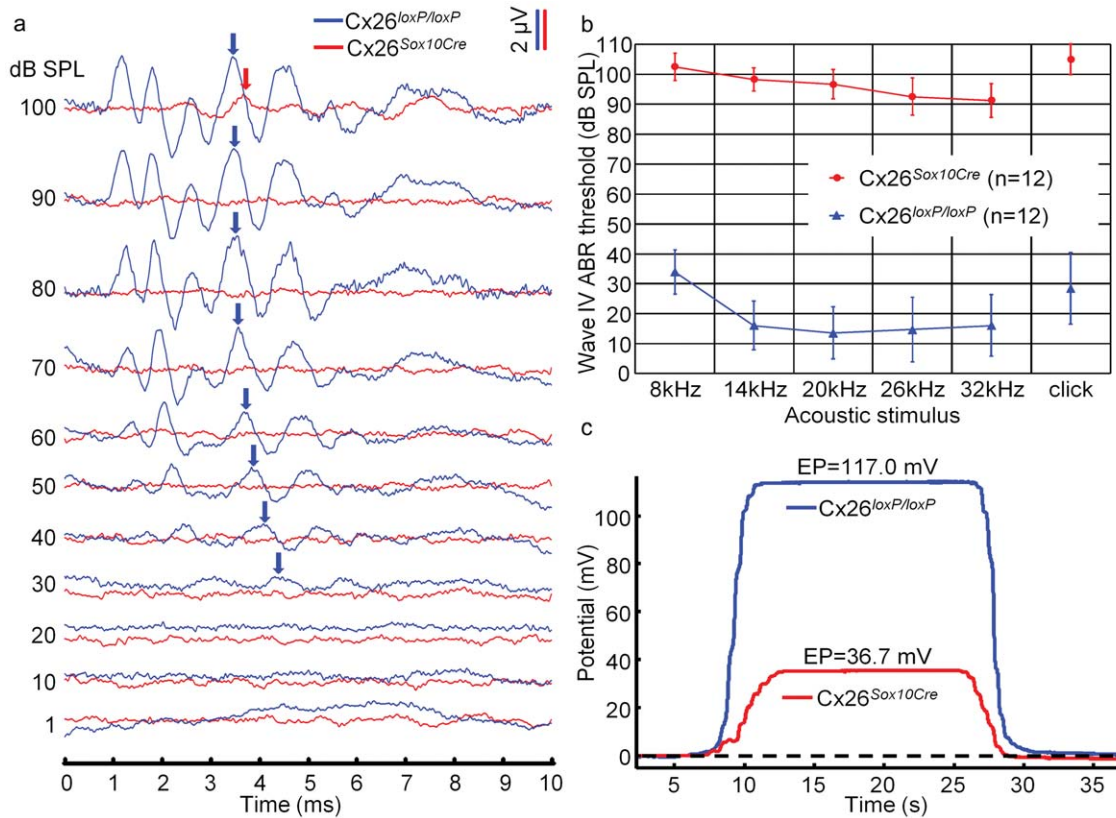 a
Cx26loxP/loxP
Cx26Sox10Cre
2 µV
dB SPL
100
90
80
70
60
50
40
30
20
10
1
0 1 2 3 4 5 6 7 8 9 10
Time (ms)
b
Wave IV ABR threshold (dB SPL)
110
100
90
80
70
60
50
40
30
20
10
0
Cx26Sox10Cre (n=12)
Cx26loxP/loxP (n=12)
8kHz 14kHz 20kHz 26kHz 32kHz click
Acoustic stimulus
c
Potential (mV)
100
80
60
40
20
0
EP=117.0 mV
Cx26loxP/loxP
EP=36.7 mV
Cx26Sox10Cre
5 10 15 20 25 30 35
Time (s)